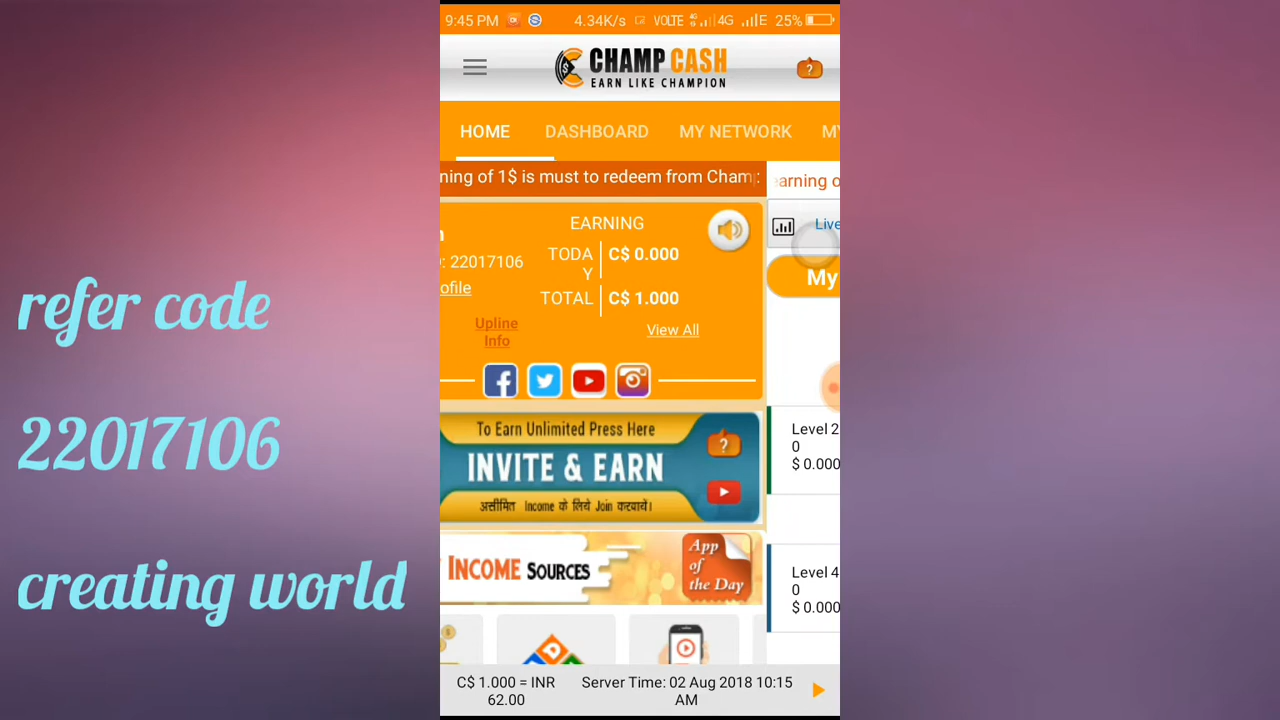 refer code
22017106
creating world
9:45 PM 4.34K/s VOLTE 4G E 25%
CHAMP CASH
EARN LIKE CHAMPION
HOME DASHBOARD MY NETWORK MY
ning of 1$ is must to redeem from Champ:
earning o
EARNING
Live
TODA
Y
C$ 0.000
: 22017106
ofile
My
TOTAL C$ 1.000
Upline
Info
View All
To Earn Unlimited Press Here
INVITE & EARN
असीमित Income के लिये Join करवायें।
Level 2
0
$ 0.000
INCOME SOURCES
App
of
the Day
Level 4
0
$ 0.000
C$ 1.000 = INR
62.00
Server Time: 02 Aug 2018 10:15
AM